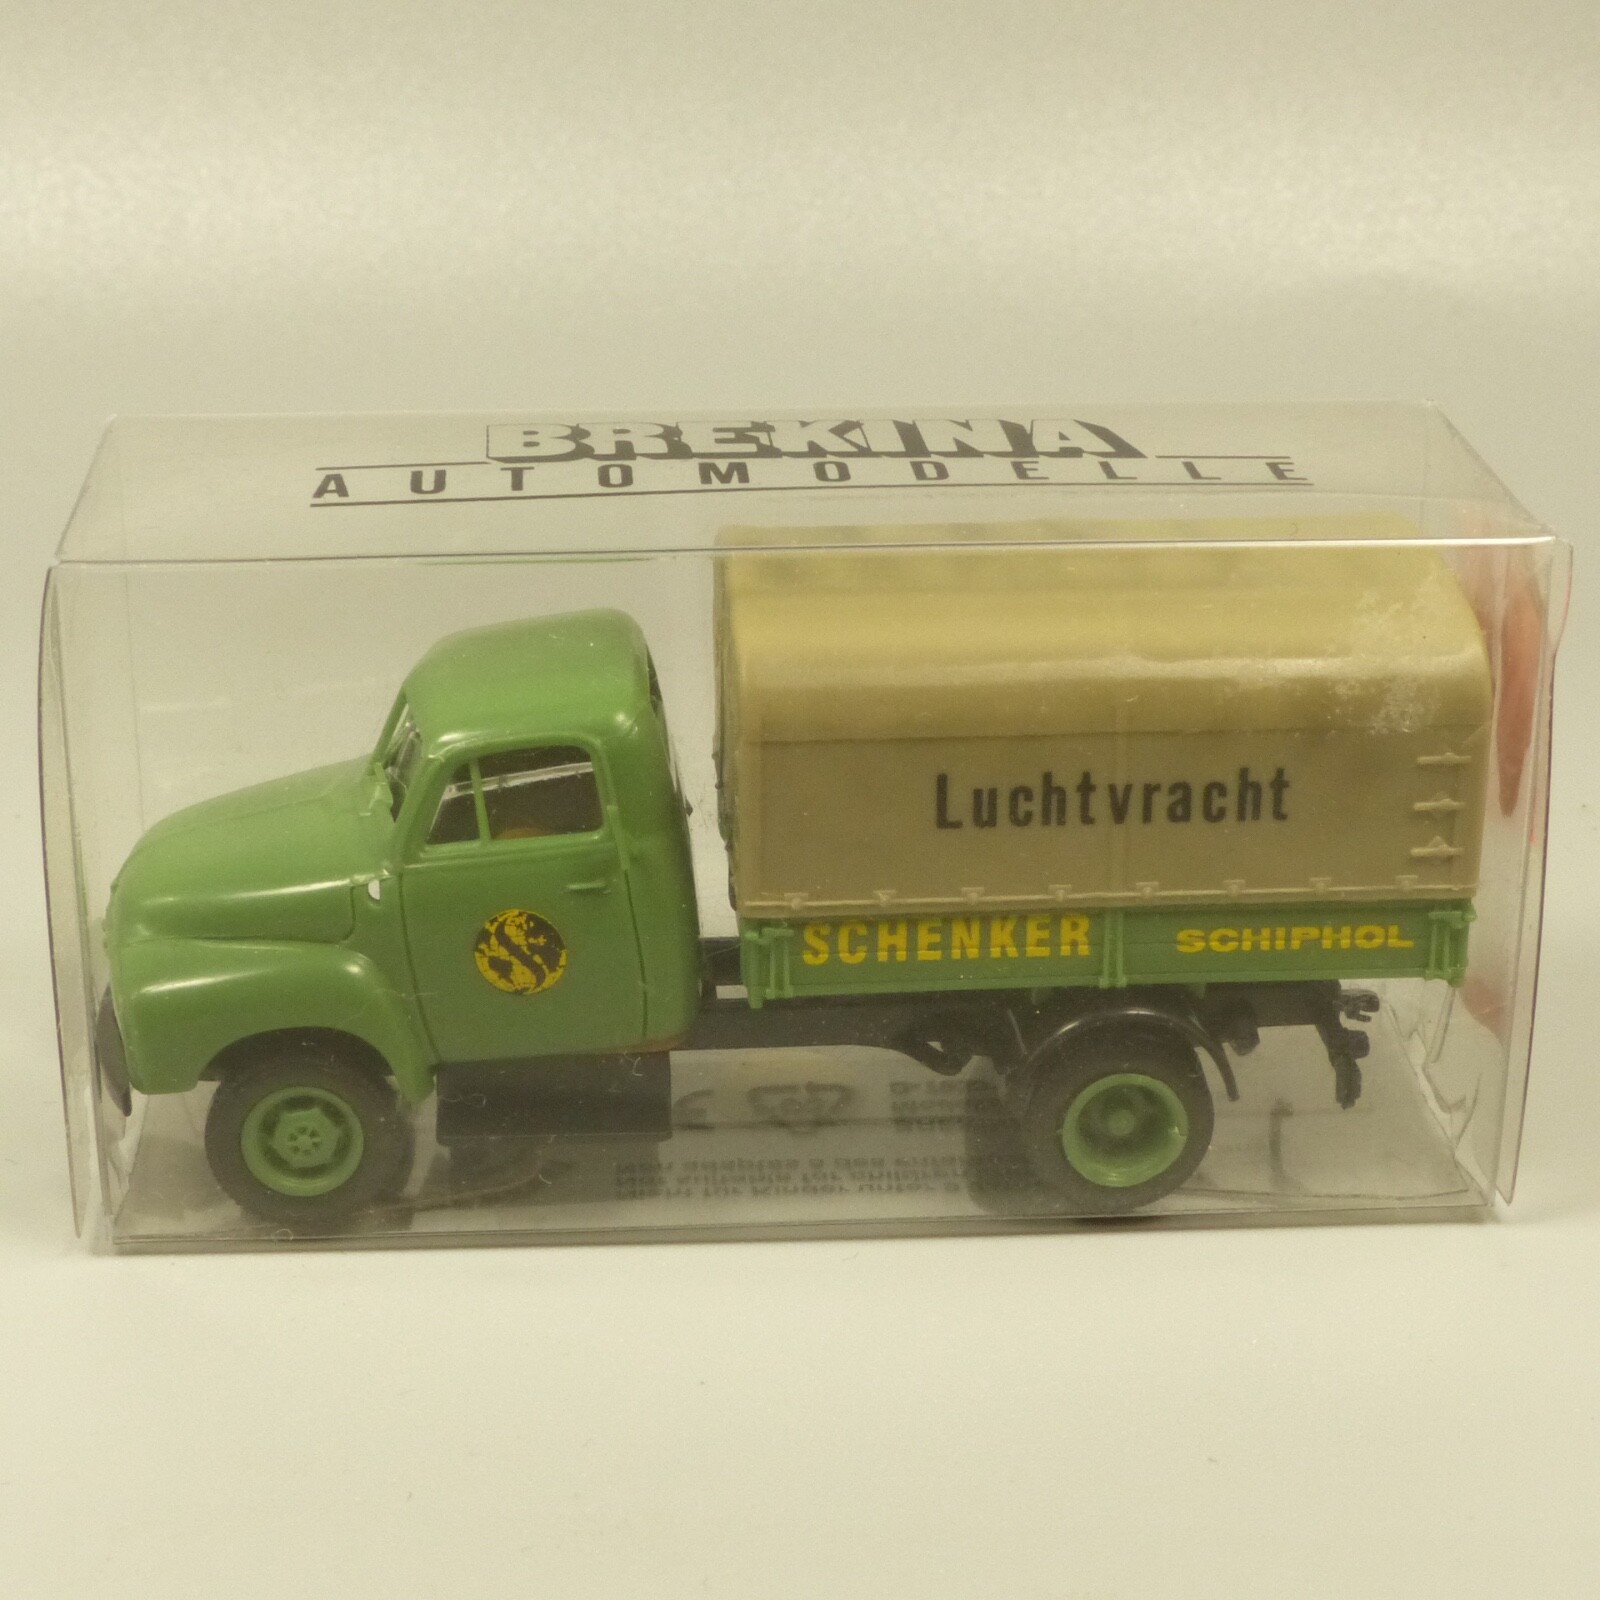 BREKINA
AUTOMODELLE
Luchtvracht
SCHENKER SCHIPHOL